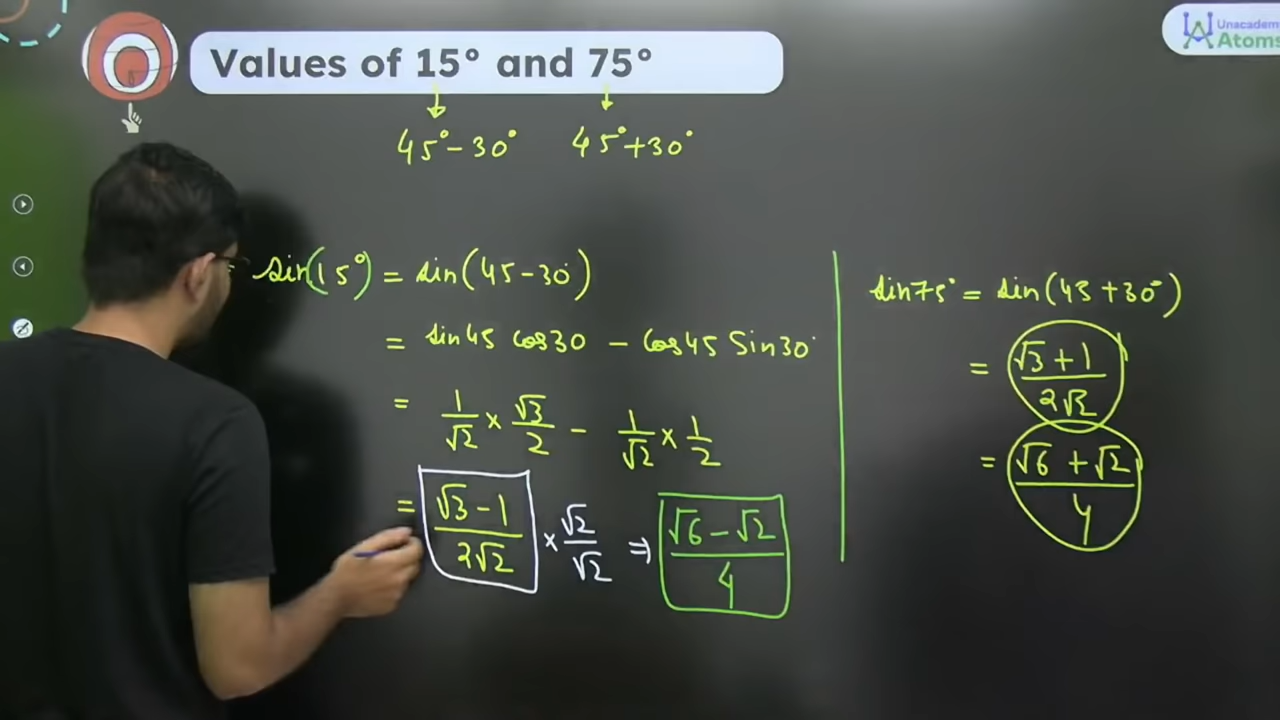 Values of 15° and 75°
Unacademy
Atoms
45° - 30° 45° + 30°
sin(15°) = sin(45-30°)
= sin45 cos30 - cos45 Sin30°
= 1/√2 × √3/2 - 1/√2 × 1/2
= √3-1/2√2 × √2/√2 ⇒ √6-√2/4
sin75° = sin(45+30°)
= √3+1/2√2
= √6+√2/4